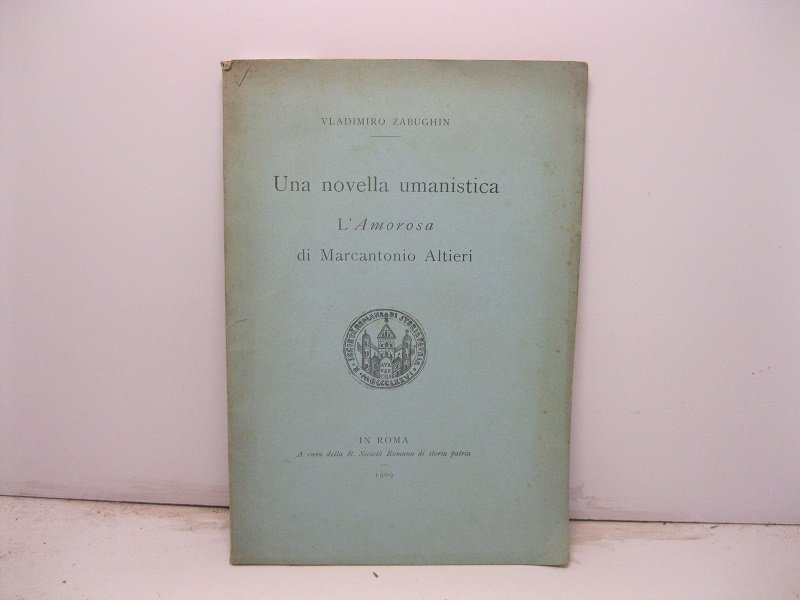 VLADIMIRO ZABUGHIN
Una novella umanistica
L'Amorosa
di Marcantonio Altieri
IN ROMA
A cura della R. Società Romana di storia patria
1909